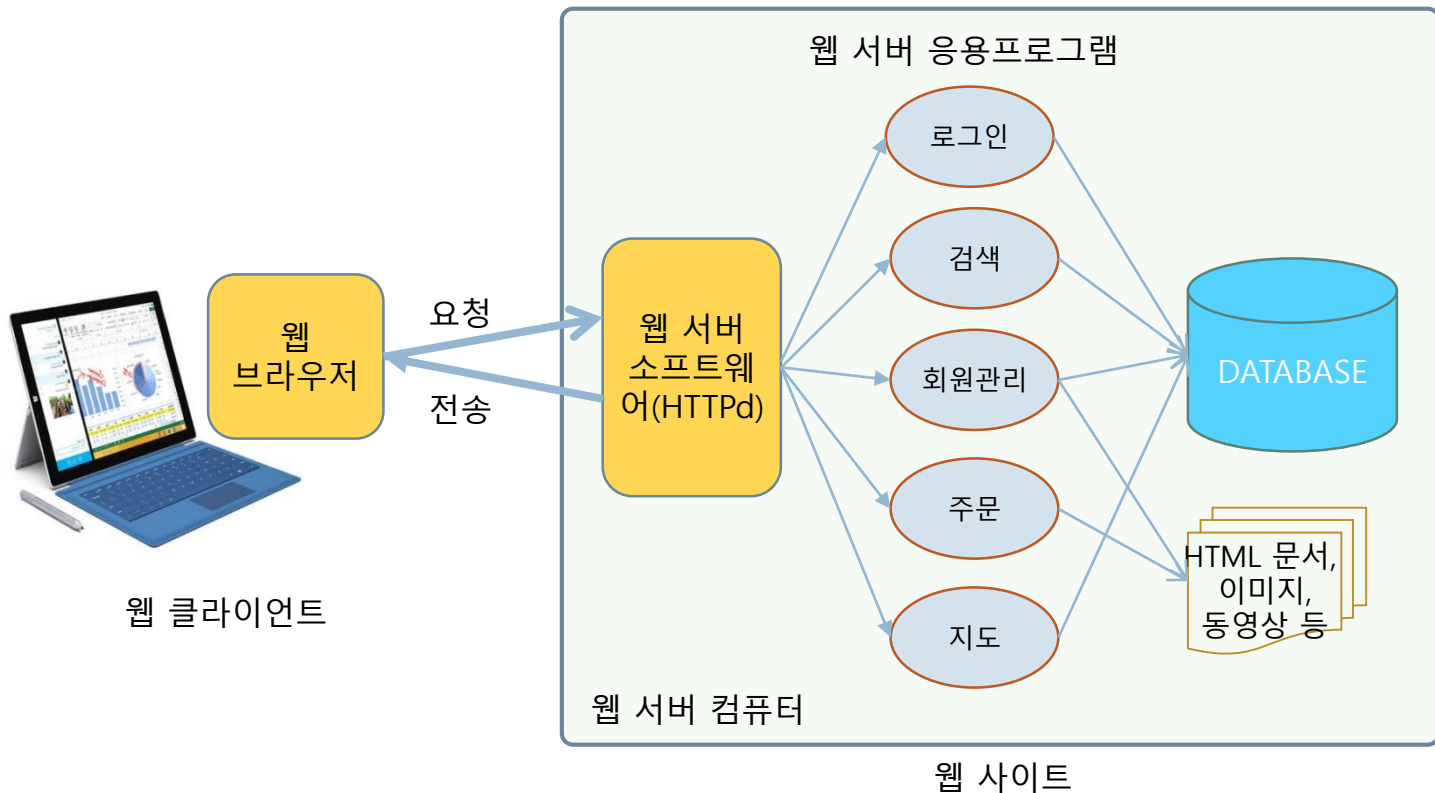 웹 서버 응용프로그램
로그인
검색
회원관리
주문
지도
웹
브라우저
요청
전송
웹 서버
소프트웨
어(HTTPd)
DATABASE
HTML 문서,
이미지,
동영상 등
웹 클라이언트
웹 서버 컴퓨터
웹 사이트